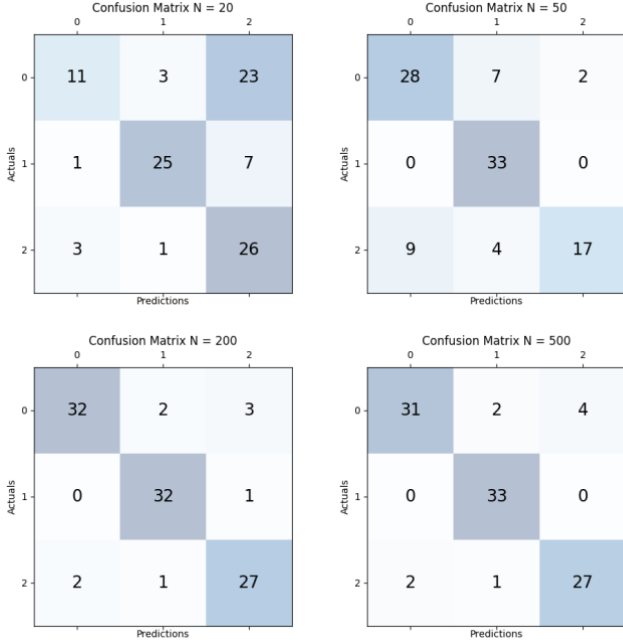 Confusion Matrix N = 20
0 1 2
0 11 3 23
1 1 25 7
2 3 1 26
Actuals
Predictions
Confusion Matrix N = 50
0 1 2
0 28 7 2
1 0 33 0
2 9 4 17
Actuals
Predictions
Confusion Matrix N = 200
0 1 2
0 32 2 3
1 0 32 1
2 2 1 27
Actuals
Predictions
Confusion Matrix N = 500
0 1 2
0 31 2 4
1 0 33 0
2 2 1 27
Actuals
Predictions